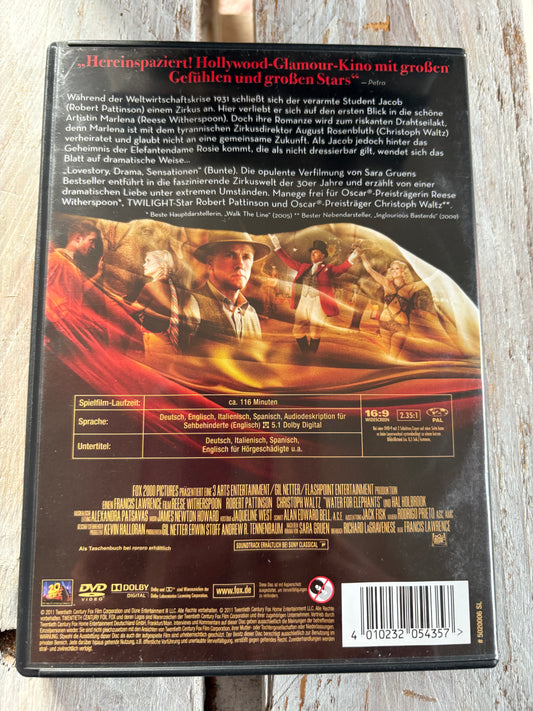 „Hereinspaziert! Hollywood-Glamour-Kino mit großen
Gefühlen und großen Stars“ – Petra
Während der Weltwirtschaftskrise 1931 schließt sich der verarmte Student Jacob
(Robert Pattinson) einem Zirkus an. Hier verliebt er sich auf den ersten Blick in die schöne
Artistin Marlena (Reese Witherspoon). Doch ihre Romanze wird zum riskanten Drahtseilakt,
denn Marlena ist mit dem tyrannischen Zirkusdirektor August Rosenbluth (Christoph Waltz)
verheiratet und glaubt nicht an eine gemeinsame Zukunft. Als Jacob jedoch hinter das
Geheimnis der Elefantendame Rosie kommt, die als nicht dressierbar gilt, wendet sich das
Blatt auf dramatische Weise...
„Lovestory, Drama, Sensationen“ (Bunte). Die opulente Verfilmung von Sara Gruens
Bestseller entführt in die faszinierende Zirkuswelt der 30er Jahre und erzählt von einer
dramatischen Liebe unter extremen Umständen. Manege frei für Oscar®-Preisträgerin Reese
Witherspoon*, TWILIGHT-Star Robert Pattinson und Oscar®-Preisträger Christoph Waltz**.
* Beste Hauptdarstellerin, „Walk The Line“ (2005) ** Bester Nebendarsteller, „Inglourious Basterds“ (2009)
Spielfilm-Laufzeit: ca. 116 Minuten
Sprache: Deutsch, Englisch, Italienisch, Spanisch, Audiodeskription für
Sehbehinderte (Englisch) 5.1 Dolby Digital
Untertitel: Deutsch, Italienisch, Spanisch,
Englisch für Hörgeschädigte u.a.
16:9 WIDESCREEN
2.35:1
PAL
FOX 2000 PICTURES PRÄSENTIERT EINE 3 ARTS ENTERTAINMENT/GIL NETTER/FLASHPOINT ENTERTAINMENT PRODUKTION
EINEN FRANCIS LAWRENCE FILM REESE WITHERSPOON ROBERT PATTINSON CHRISTOPH WALTZ "WATER FOR ELEPHANTS" UND HAL HOLBROOK
ALEXANDRA PATSAVAS JAMES NEWTON HOWARD JAQUELINE WEST ALAN EDWARD BELL, A.C.E. JACK FISK RODRIGO PRIETO, ASC, AMC
KEVIN HALLORAN GIL NETTER ERWIN STOFF ANDREW R. TENNENBAUM SARA GRUEN RICHARD LAGRAVENESE FRANCIS LAWRENCE
Als Taschenbuch bei rororo erhältlich
SOUNDTRACK ERHÄLTLICH BEI SONY CLASSICAL
DVD VIDEO
DOLBY DIGITAL
www.fox.de
4 010232 054357 >
# 5020006 SL